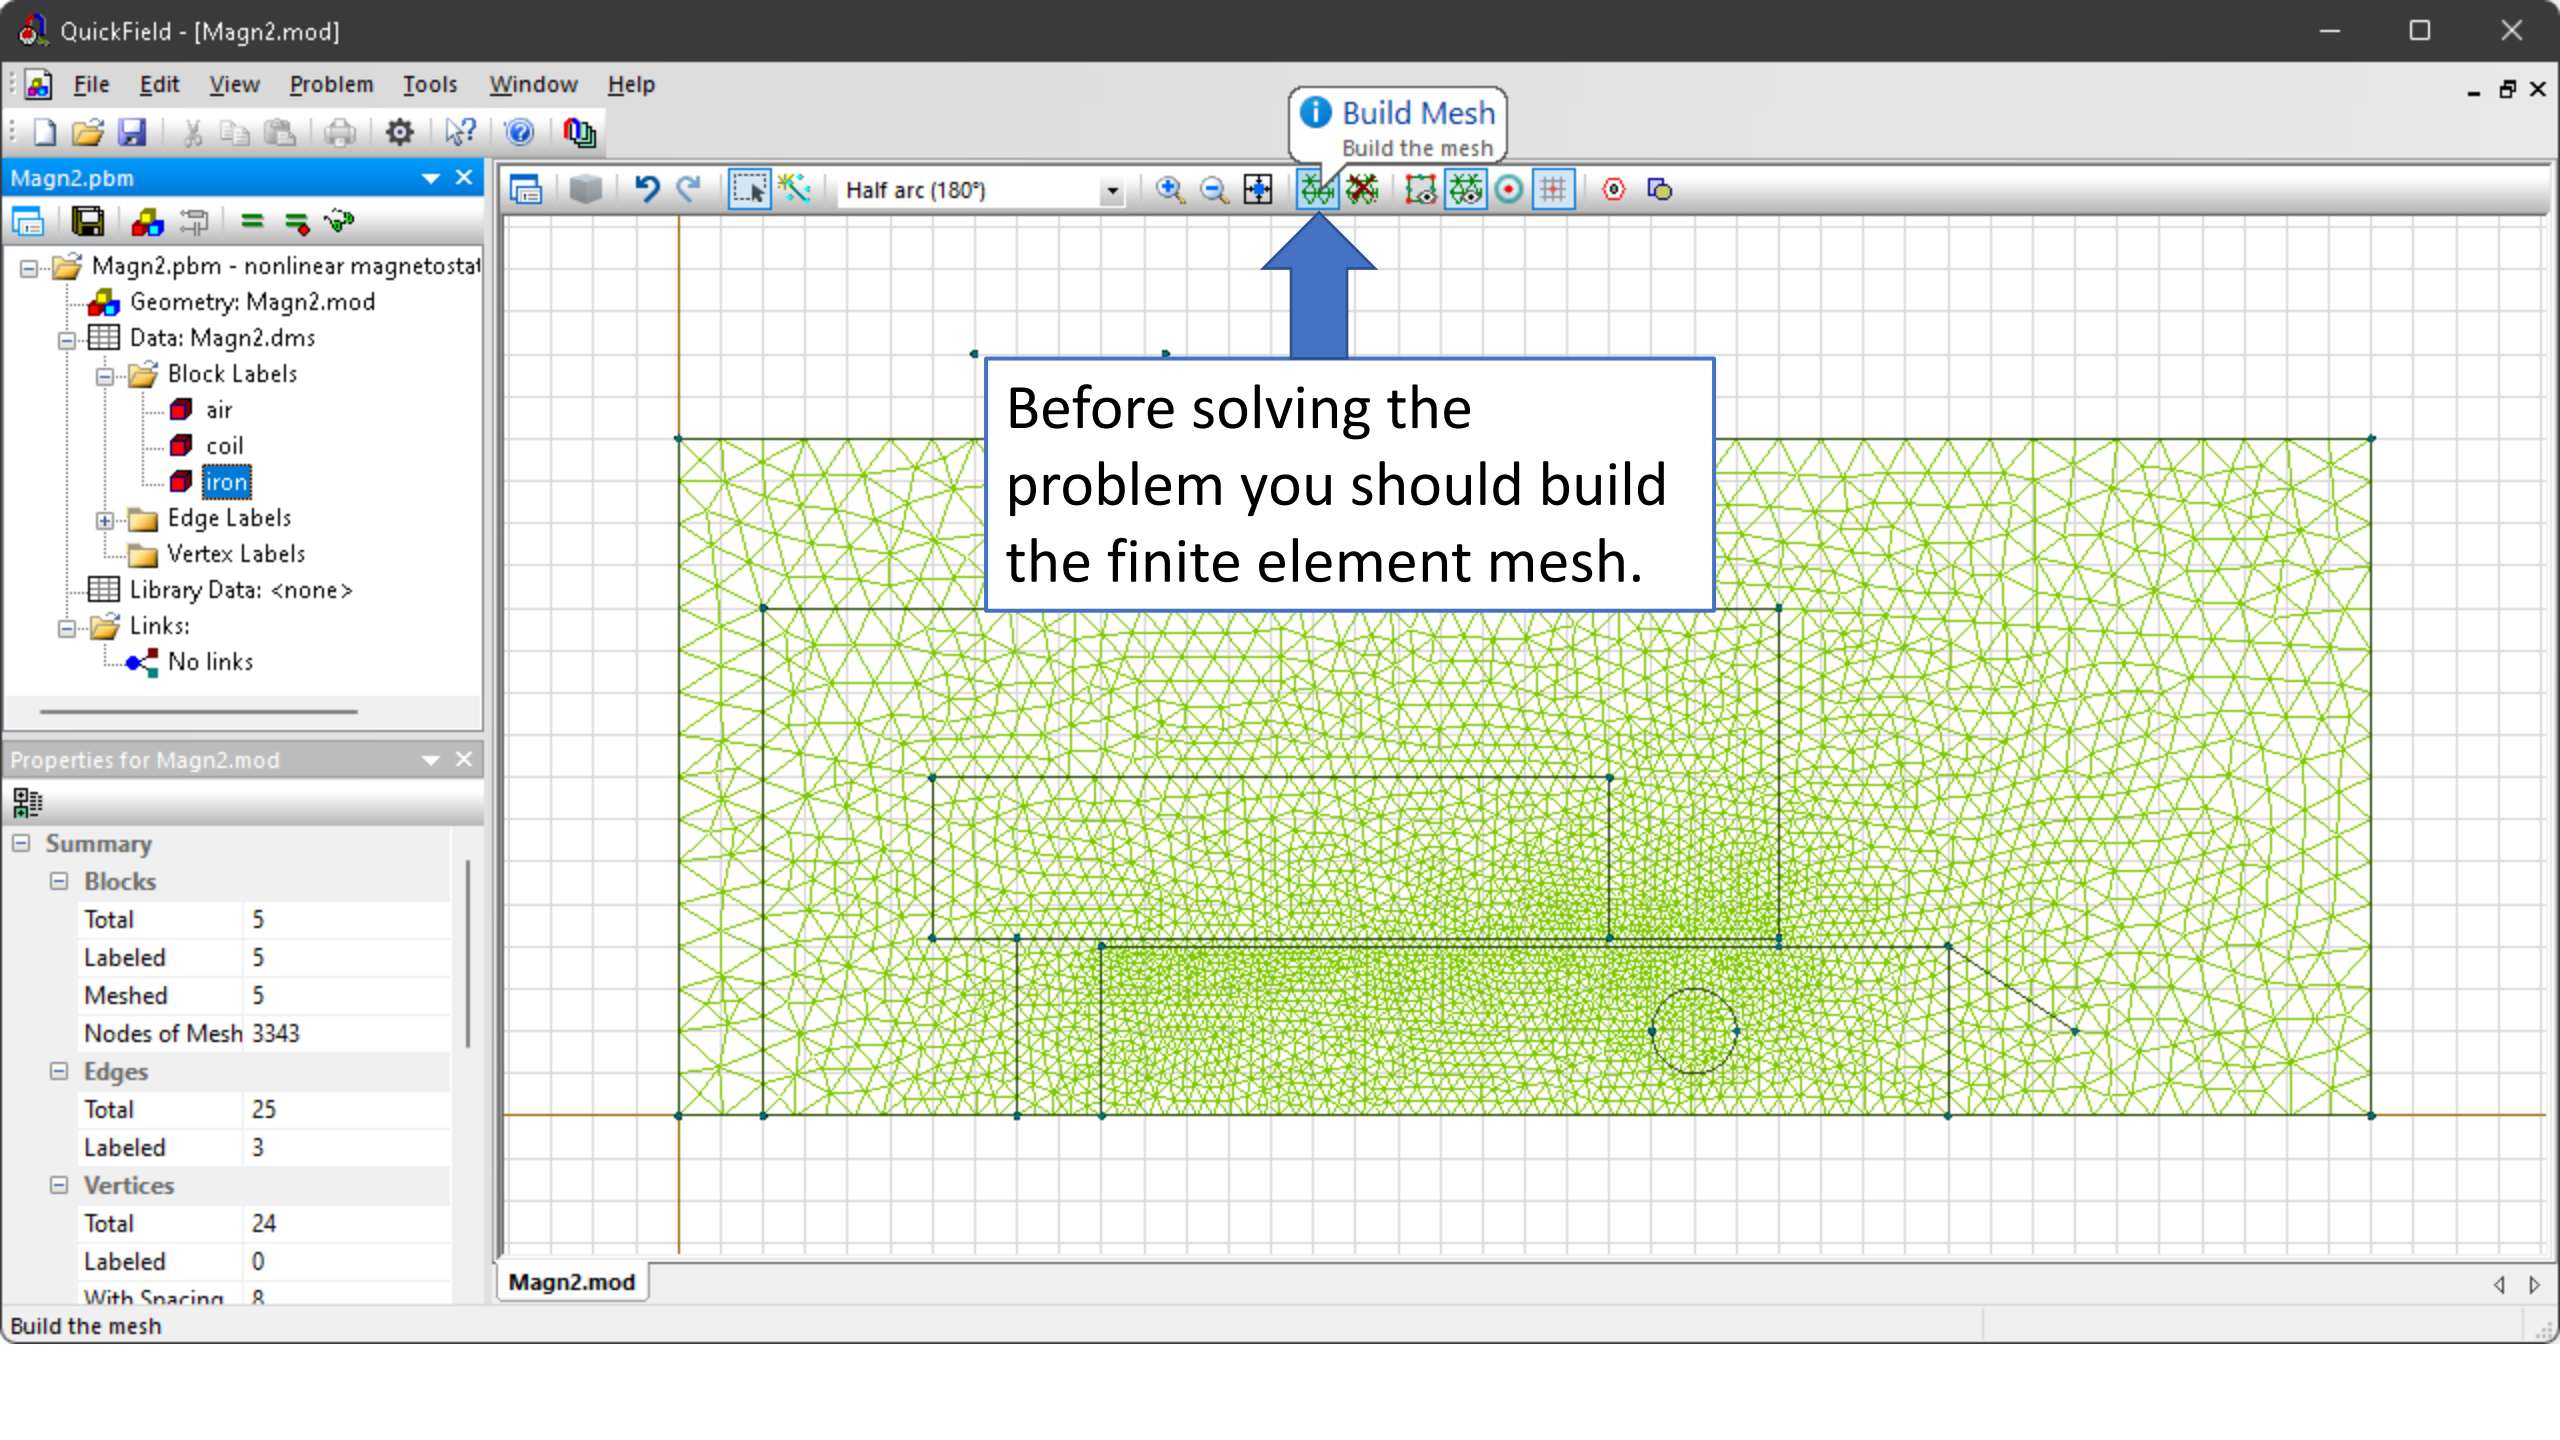 QuickField - [Magn2.mod]
File Edit View Problem Tools Window Help
Build Mesh
Build the mesh
Magn2.pbm
Half arc (180°)
Magn2.pbm - nonlinear magnetostat
Geometry: Magn2.mod
Data: Magn2.dms
Block Labels
air
coil
iron
Edge Labels
Vertex Labels
Library Data: <none>
Links:
No links
Before solving the
problem you should build
the finite element mesh.
Properties for Magn2.mod
Summary
Blocks
Total 5
Labeled 5
Meshed 5
Nodes of Mesh 3343
Edges
Total 25
Labeled 3
Vertices
Total 24
Labeled 0
With Spacing 8
Magn2.mod
Build the mesh